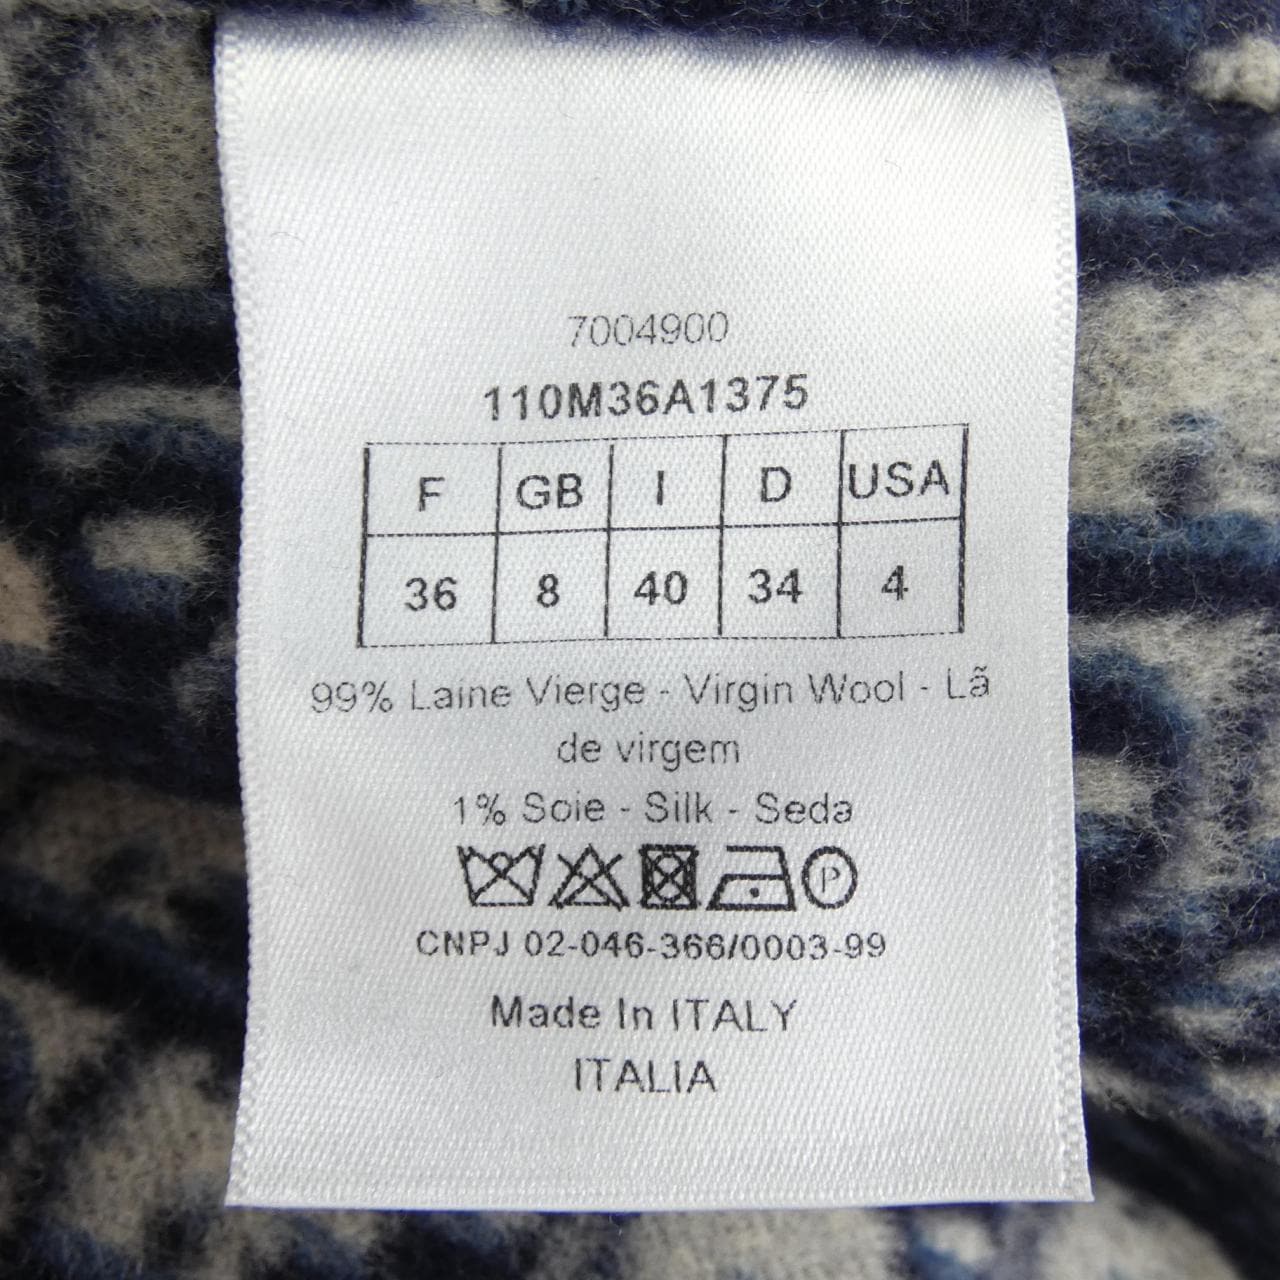 7004900
110M36A1375
F GB I D USA
36 8 40 34 4
99% Laine Vierge - Virgin Wool - Lã
de virgem
1% Soie - Silk - Seda
P
CNPJ 02-046-366/0003-99
Made In ITALY
ITALIA